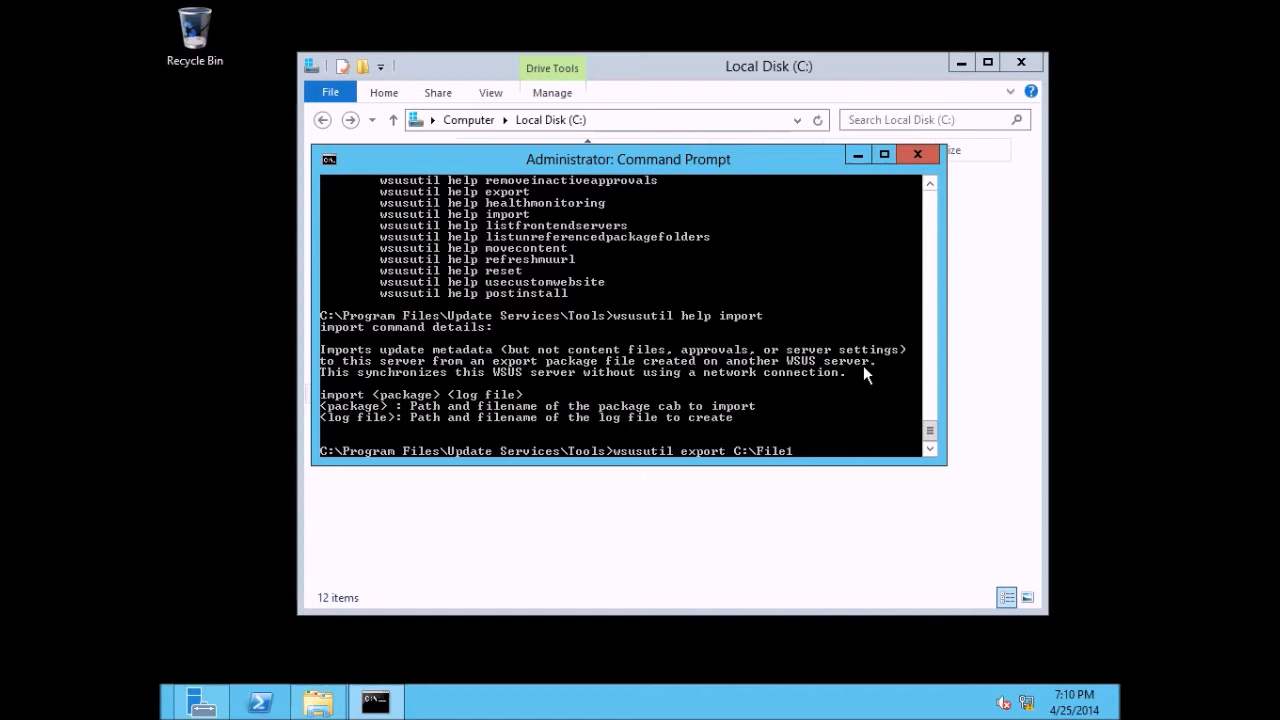 Recycle Bin
Drive Tools
Local Disk (C:)
File
Home
Share
View
Manage
Computer
Local Disk (C:)
Search Local Disk (C:)
Administrator: Command Prompt
wsusutil help removeinactiveapprovals
wsusutil help export
wsusutil help healthmonitoring
wsusutil help import
wsusutil help listfrontendservers
wsusutil help listunreferencedpackagefolders
wsusutil help movecontent
wsusutil help refreshmuurl
wsusutil help reset
wsusutil help usecustomwebsite
wsusutil help postinstall
C:\Program Files\Update Services\Tools>wsusutil help import
import command details:
Imports update metadata (but not content files, approvals, or server settings)
to this server from an export package file created on another WSUS server.
This synchronizes this WSUS server without using a network connection.
import <package> <log file>
<package> : Path and filename of the package cab to import
<log file>: Path and filename of the log file to create
C:\Program Files\Update Services\Tools>wsusutil export C:\File1
12 items
7:10 PM
4/25/2014